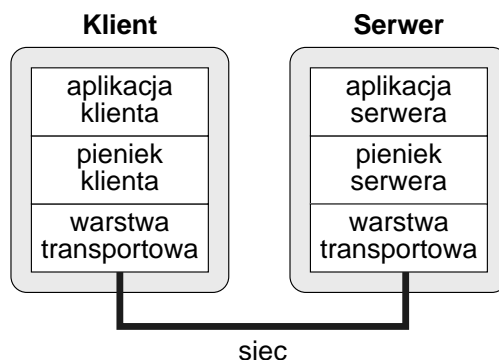 Klient
aplikacja
klienta
pieniek
klienta
warstwa
transportowa
Serwer
aplikacja
serwera
pieniek
serwera
warstwa
transportowa
siec